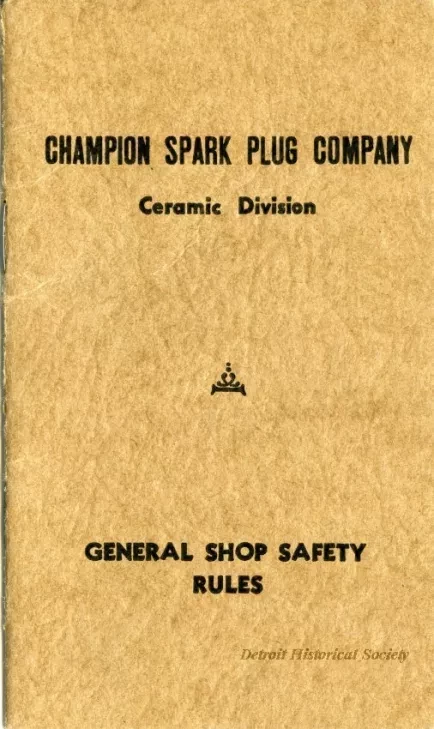 CHAMPION SPARK PLUG COMPANY
Ceramic Division
GENERAL SHOP SAFETY
RULES
Detroit Historical Society